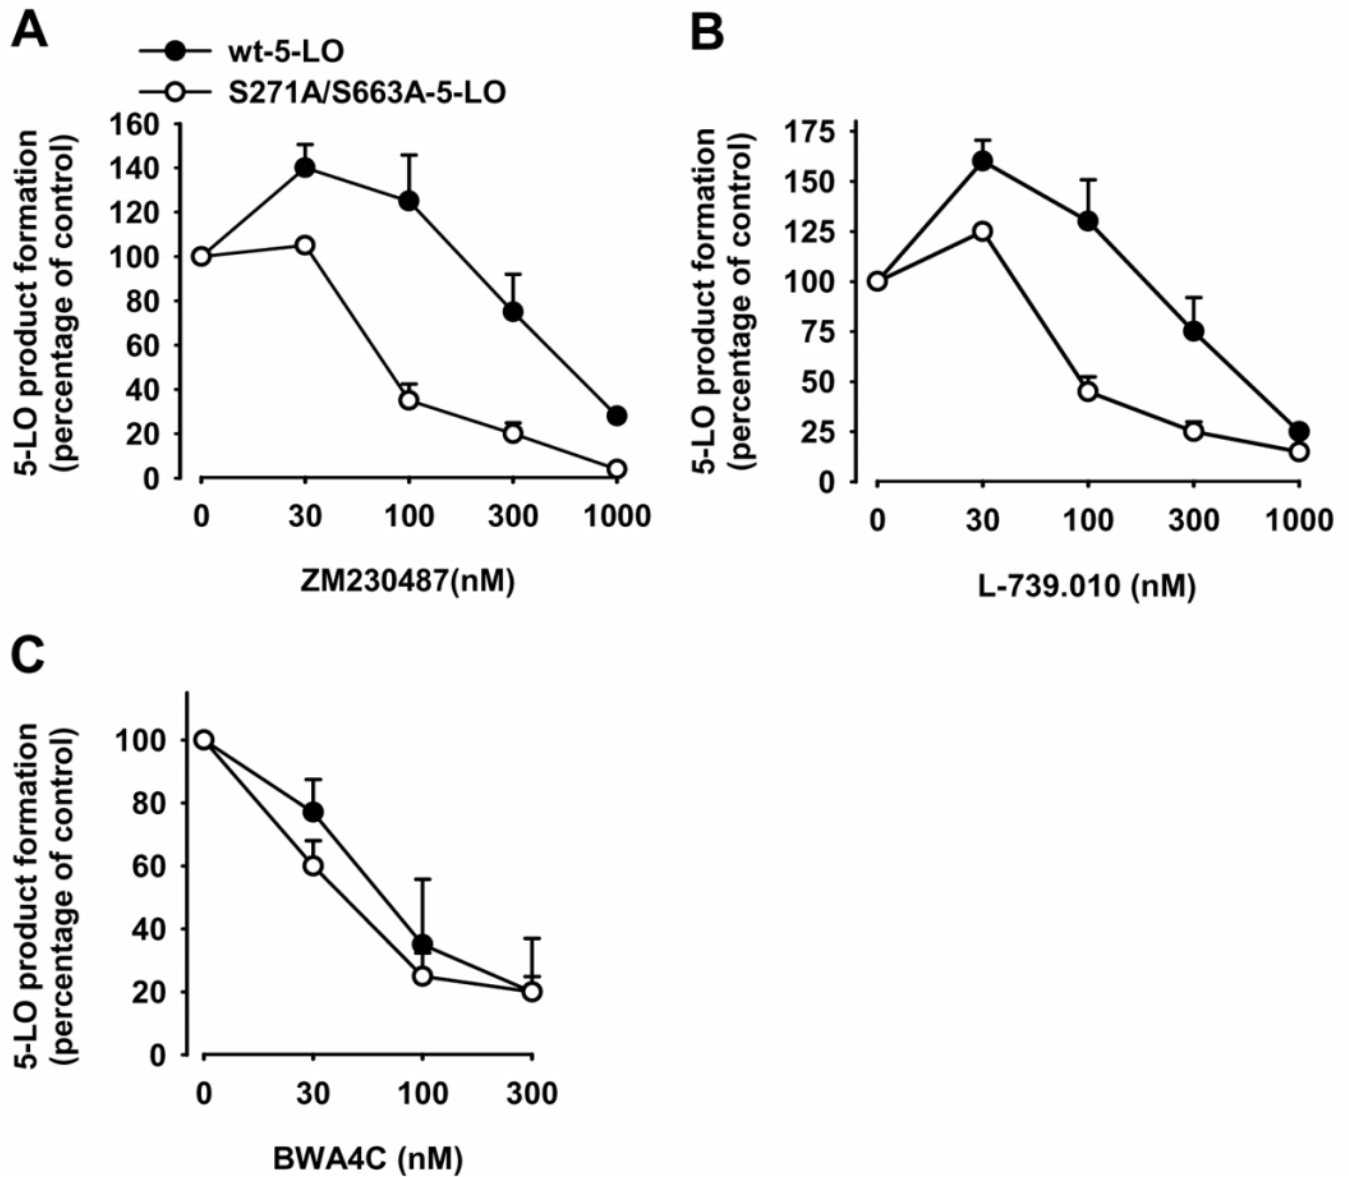 A
wt-5-LO
S271A/S663A-5-LO
5-LO product formation
(percentage of control)
160
140
120
100
80
60
40
20
0
0 30 100 300 1000
ZM230487(nM)
B
5-LO product formation
(percentage of control)
175
150
125
100
75
50
25
0
0 30 100 300 1000
L-739.010 (nM)
C
5-LO product formation
(percentage of control)
100
80
60
40
20
0
0 30 100 300
BWA4C (nM)